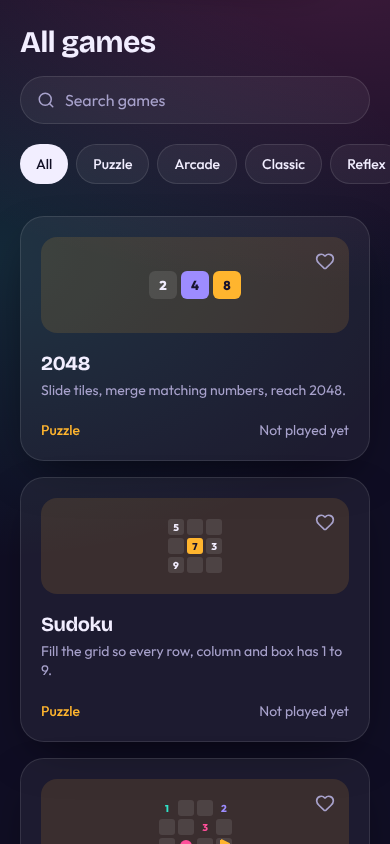 All games
Search games
All Puzzle Arcade Classic Reflex
2 4 8
2048
Slide tiles, merge matching numbers, reach 2048.
Puzzle Not played yet
5
7 3
9
Sudoku
Fill the grid so every row, column and box has 1 to
9.
Puzzle Not played yet
1 2
3